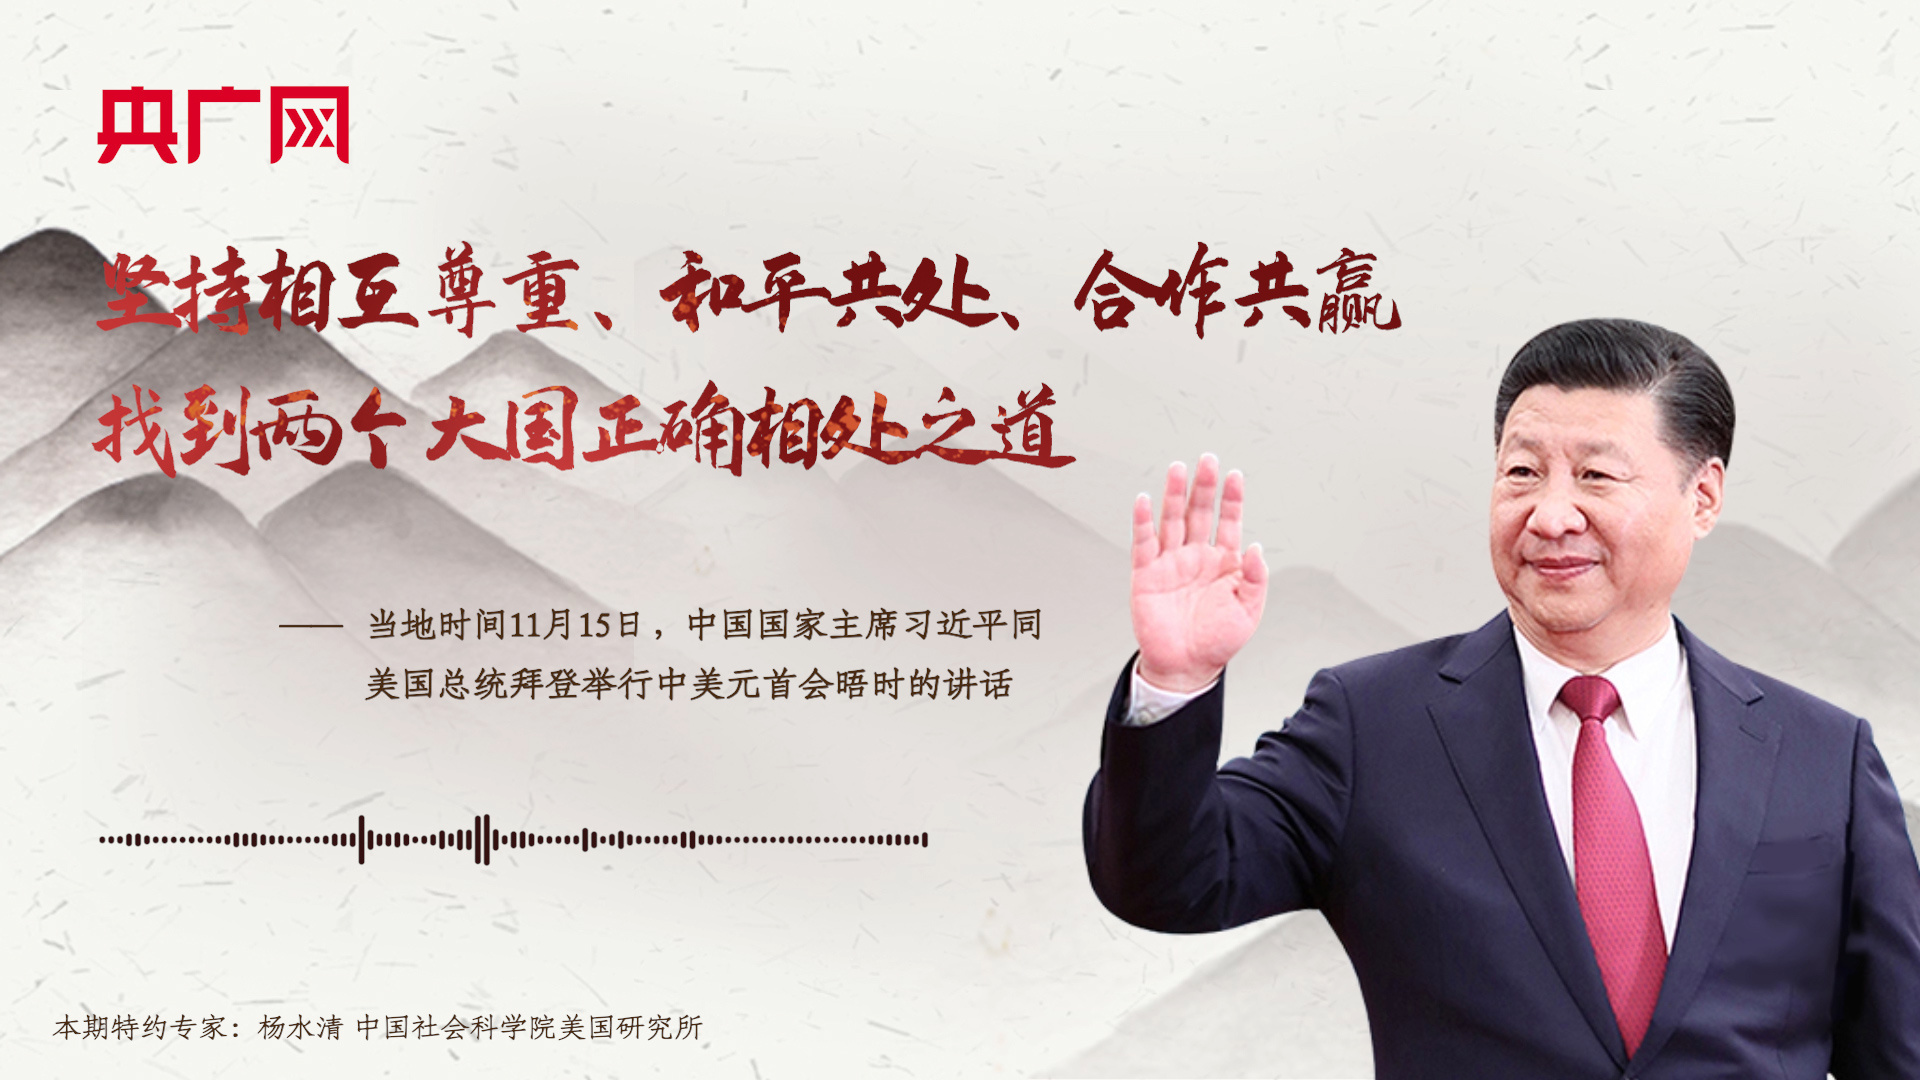 央广网
坚持相互尊重、和平共处、合作共赢
找到两个大国正确相处之道
—— 当地时间11月15日，中国国家主席习近平同
美国总统拜登举行中美元首会晤时的讲话
本期特约专家：杨水清 中国社会科学院美国研究所